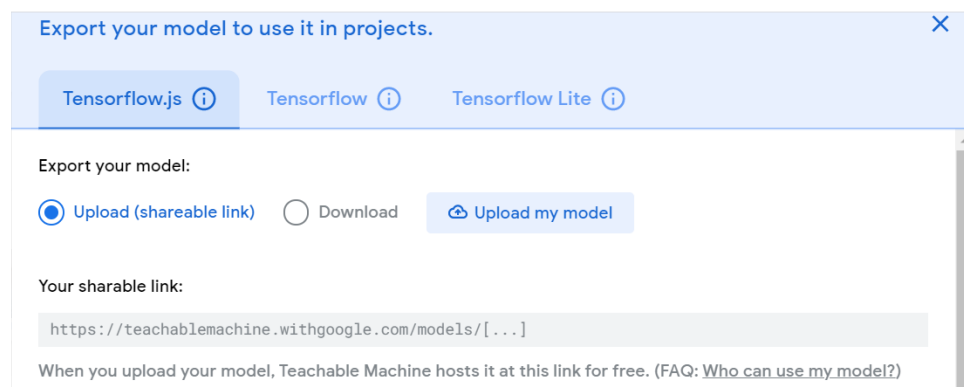 Export your model to use it in projects.
Tensorflow.js Tensorflow Tensorflow Lite
Export your model:
Upload (shareable link) Download Upload my model
Your sharable link:
https://teachablemachine.withgoogle.com/models/[...]
When you upload your model, Teachable Machine hosts it at this link for free. (FAQ: Who can use my model?)